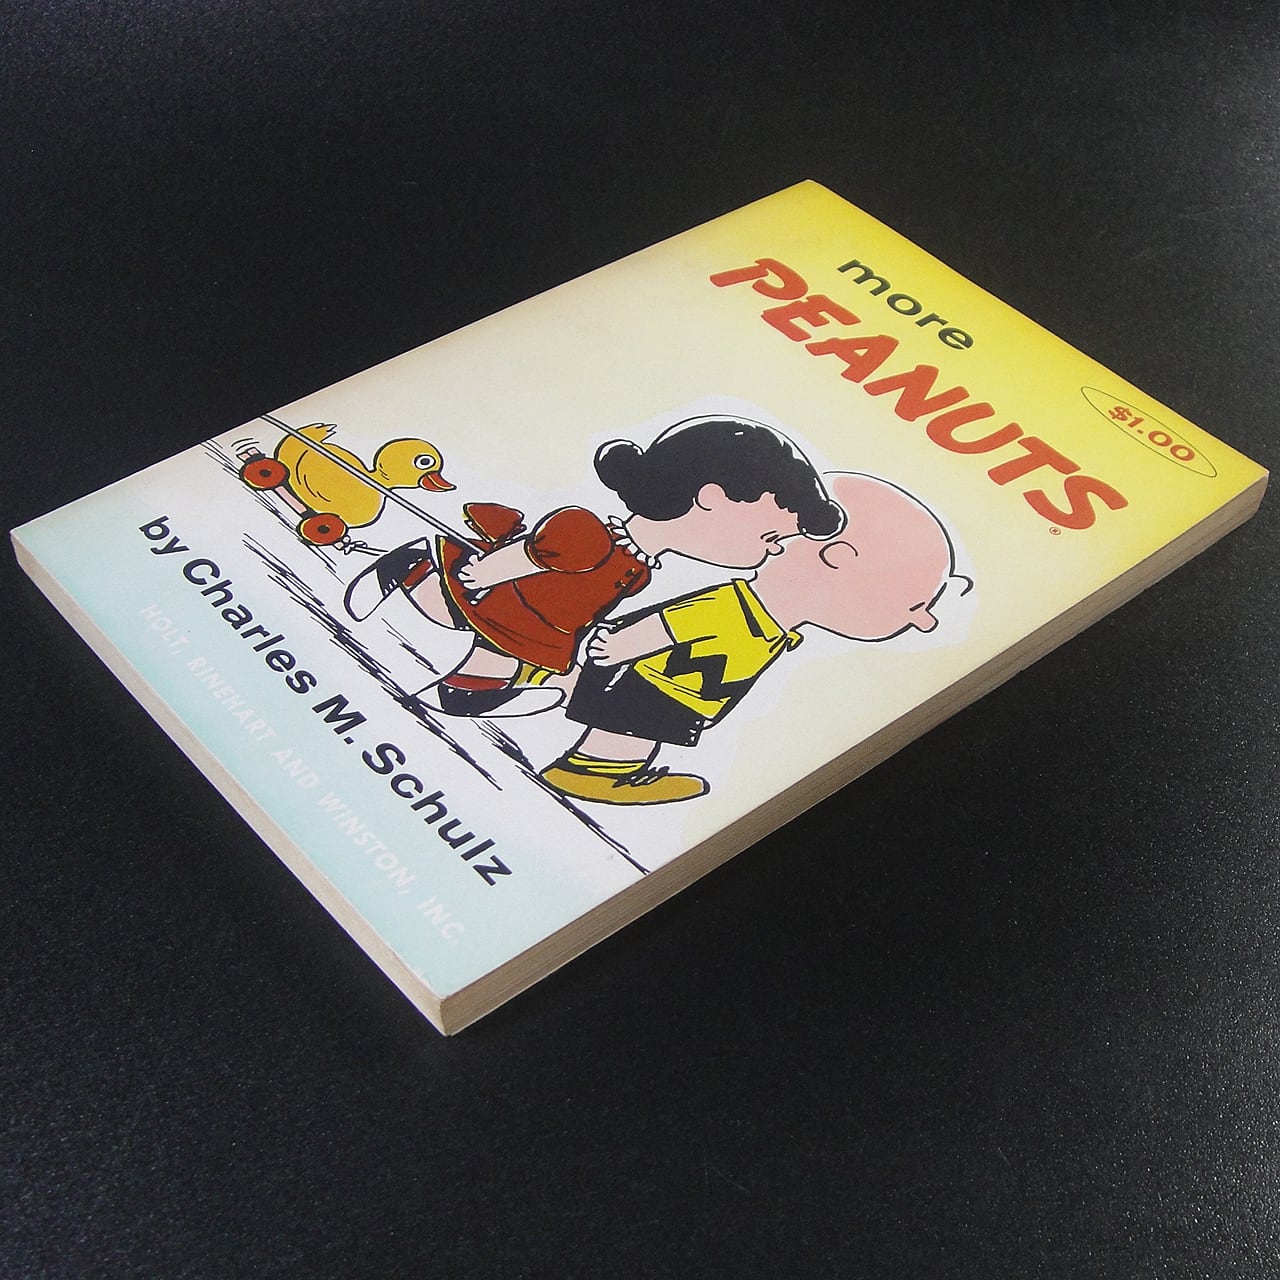 more
PEANUTS®
$1.00
by Charles M. Schulz
HOLT, RINEHART AND WINSTON, INC.